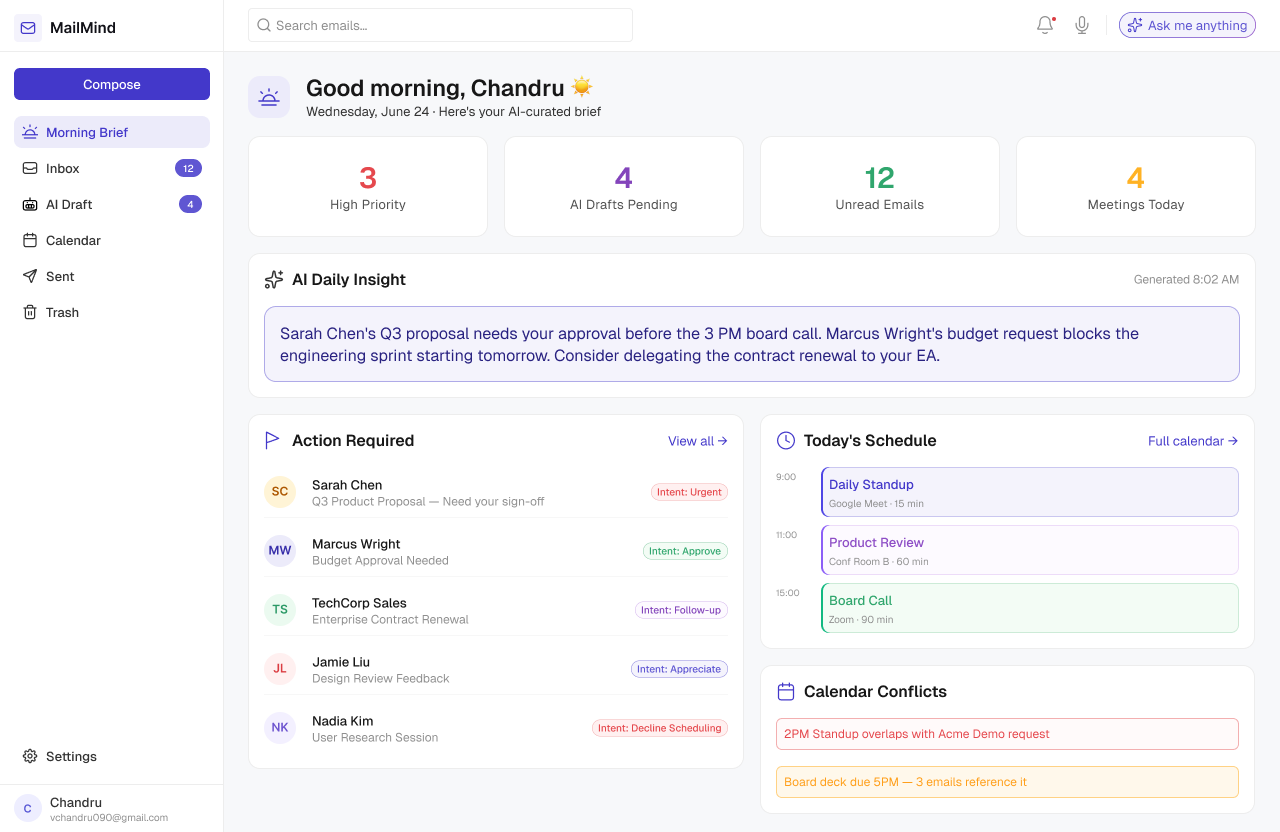 MailMind
Search emails...
Ask me anything
Compose
Morning Brief
Inbox
12
AI Draft
4
Calendar
Sent
Trash
Settings
C
Chandru
vchandru090@gmail.com
Good morning, Chandru ☀️
Wednesday, June 24 · Here's your AI-curated brief
3
High Priority
4
AI Drafts Pending
12
Unread Emails
4
Meetings Today
AI Daily Insight
Generated 8:02 AM
Sarah Chen's Q3 proposal needs your approval before the 3 PM board call. Marcus Wright's budget request blocks the
engineering sprint starting tomorrow. Consider delegating the contract renewal to your EA.
Action Required
View all →
SC
Sarah Chen
Q3 Product Proposal — Need your sign-off
Intent: Urgent
MW
Marcus Wright
Budget Approval Needed
Intent: Approve
TS
TechCorp Sales
Enterprise Contract Renewal
Intent: Follow-up
JL
Jamie Liu
Design Review Feedback
Intent: Appreciate
NK
Nadia Kim
User Research Session
Intent: Decline Scheduling
Today's Schedule
Full calendar →
9:00
Daily Standup
Google Meet · 15 min
11:00
Product Review
Conf Room B · 60 min
15:00
Board Call
Zoom · 90 min
Calendar Conflicts
2PM Standup overlaps with Acme Demo request
Board deck due 5PM — 3 emails reference it